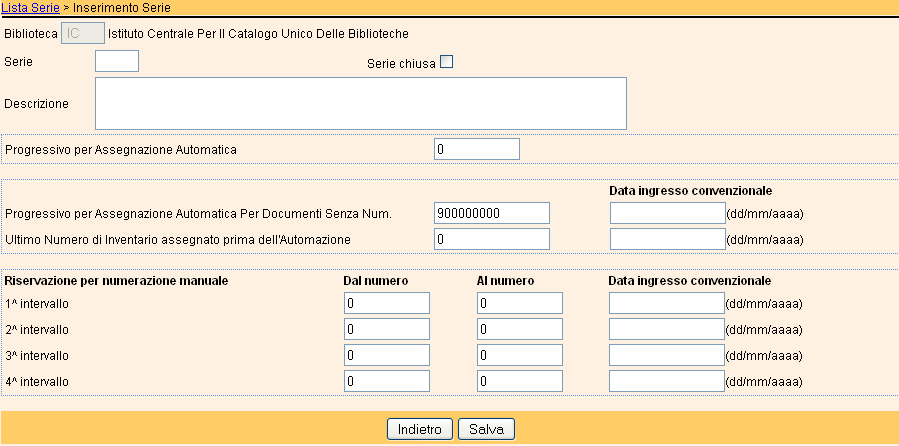 Lista Serie > Inserimento Serie
Biblioteca IC Istituto Centrale Per Il Catalogo Unico Delle Biblioteche
Serie Serie chiusa
Descrizione
Progressivo per Assegnazione Automatica 0
Data ingresso convenzionale
Progressivo per Assegnazione Automatica Per Documenti Senza Num. 900000000 (dd/mm/aaaa)
Ultimo Numero di Inventario assegnato prima dell'Automazione 0 (dd/mm/aaaa)
Riservazione per numerazione manuale Dal numero Al numero Data ingresso convenzionale
1^ intervallo 0 0 (dd/mm/aaaa)
2^ intervallo 0 0 (dd/mm/aaaa)
3^ intervallo 0 0 (dd/mm/aaaa)
4^ intervallo 0 0 (dd/mm/aaaa)
Indietro Salva